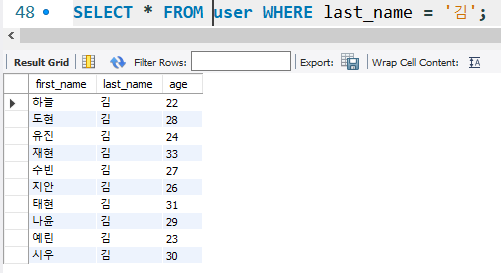 48 SELECT * FROM user WHERE last_name = '김';
Result Grid Filter Rows: Export: Wrap Cell Content:
first_name last_name age
하늘 김 22
도현 김 28
유진 김 24
재현 김 33
수빈 김 27
지안 김 26
태현 김 31
나윤 김 29
예린 김 23
시우 김 30